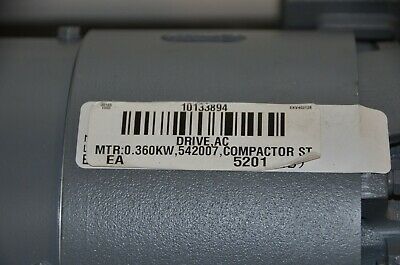 10133894
DRIVE,AC
MTR:0.360KW,542007,COMPACTOR ST
EA 5201